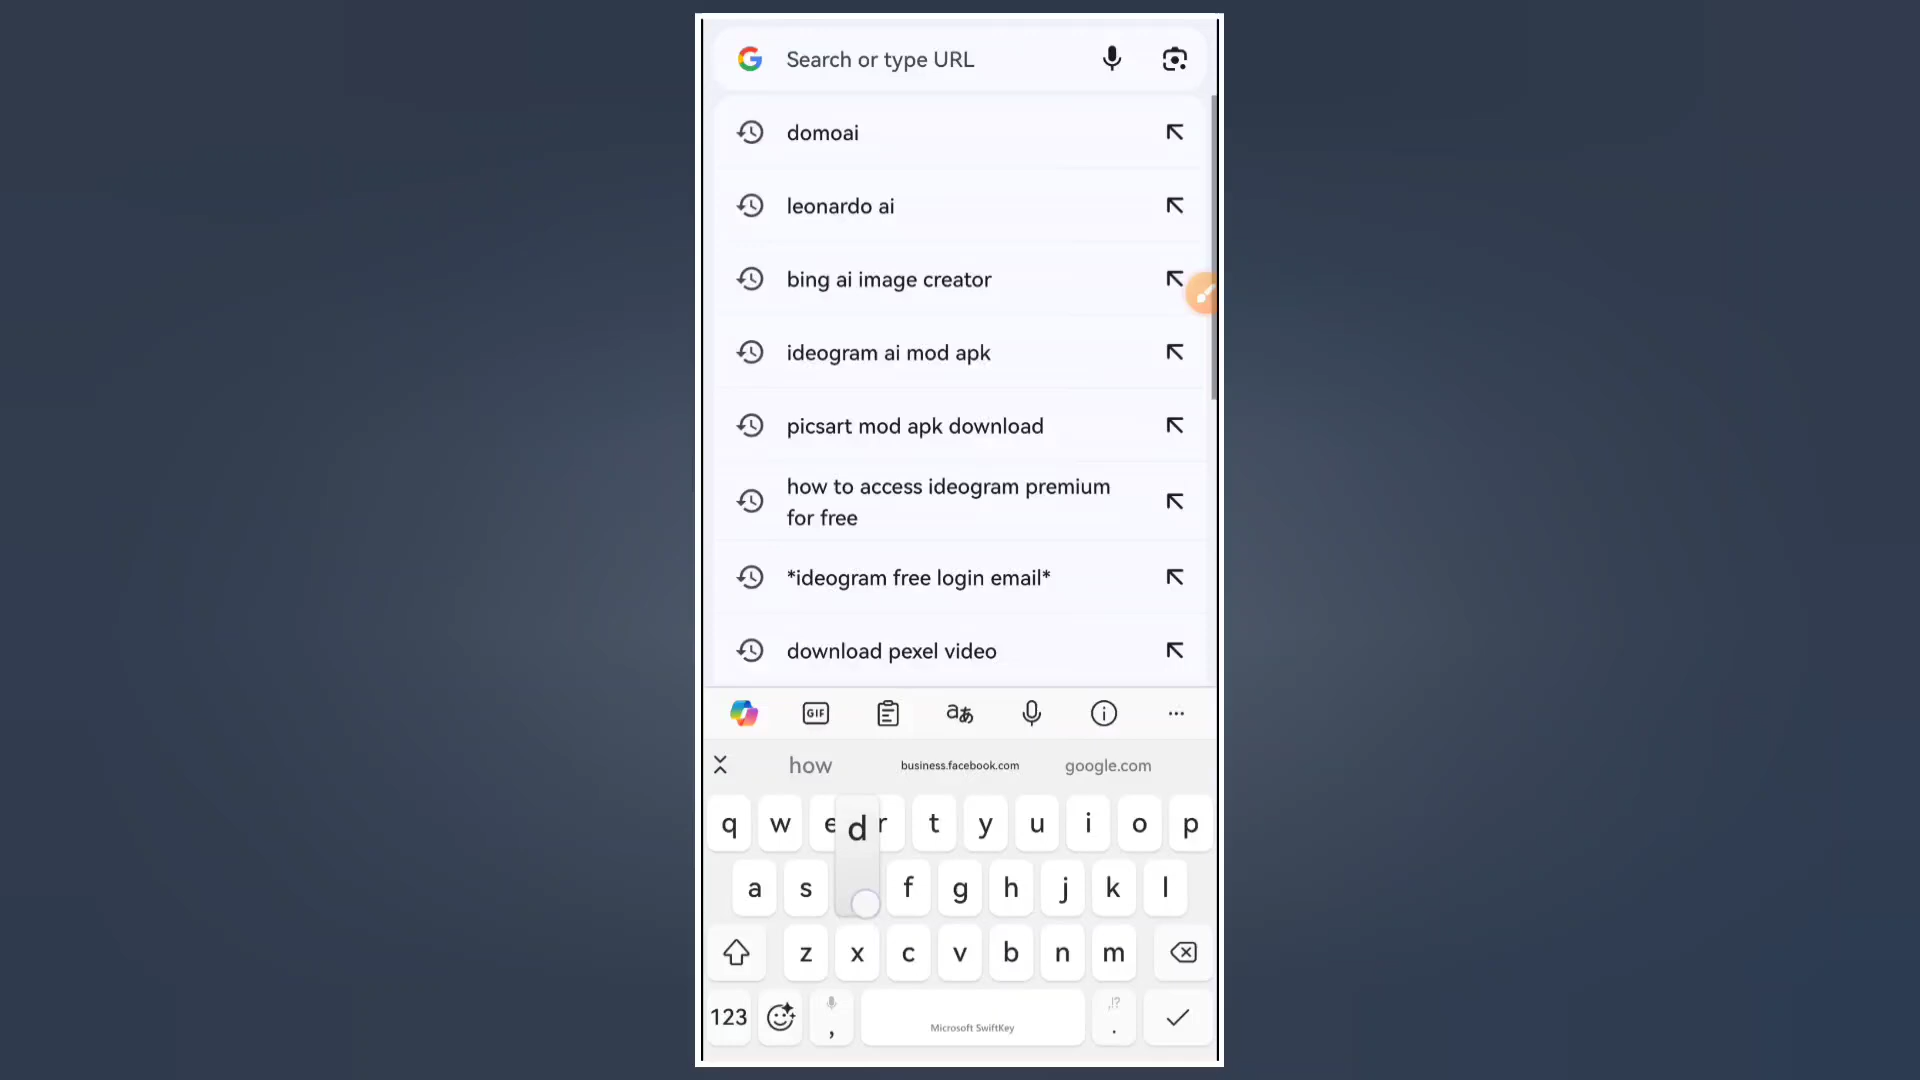 Search or type URL
domoai
leonardo ai
bing ai image creator
ideogram ai mod apk
picsart mod apk download
how to access ideogram premium
for free
*ideogram free login email*
download pexel video
GIF
aあ
how business.facebook.com google.com
q w e d r t y u i o p
a s f g h j k l
z x c v b n m
,!?
123 , Microsoft SwiftKey .